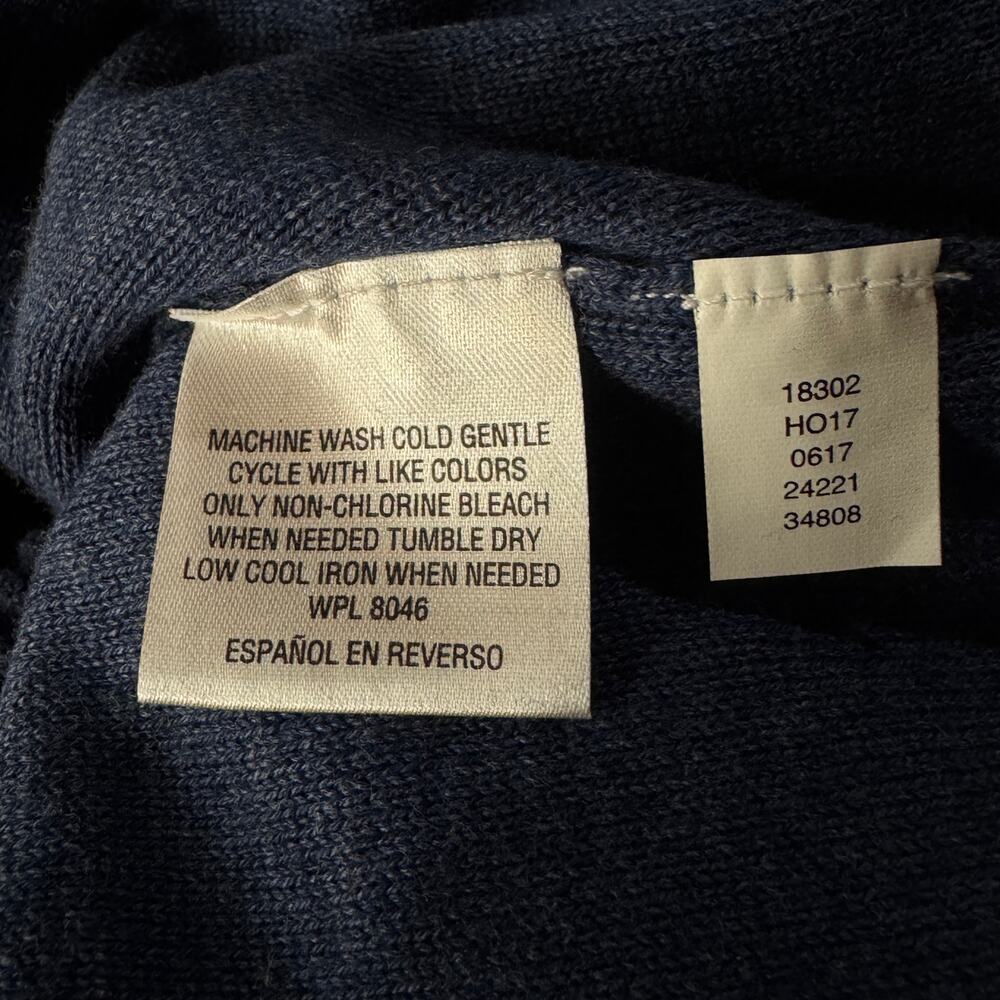 MACHINE WASH COLD GENTLE
CYCLE WITH LIKE COLORS
ONLY NON-CHLORINE BLEACH
WHEN NEEDED TUMBLE DRY
LOW COOL IRON WHEN NEEDED
WPL 8046
ESPAÑOL EN REVERSO
18302
HO17
0617
24221
34808